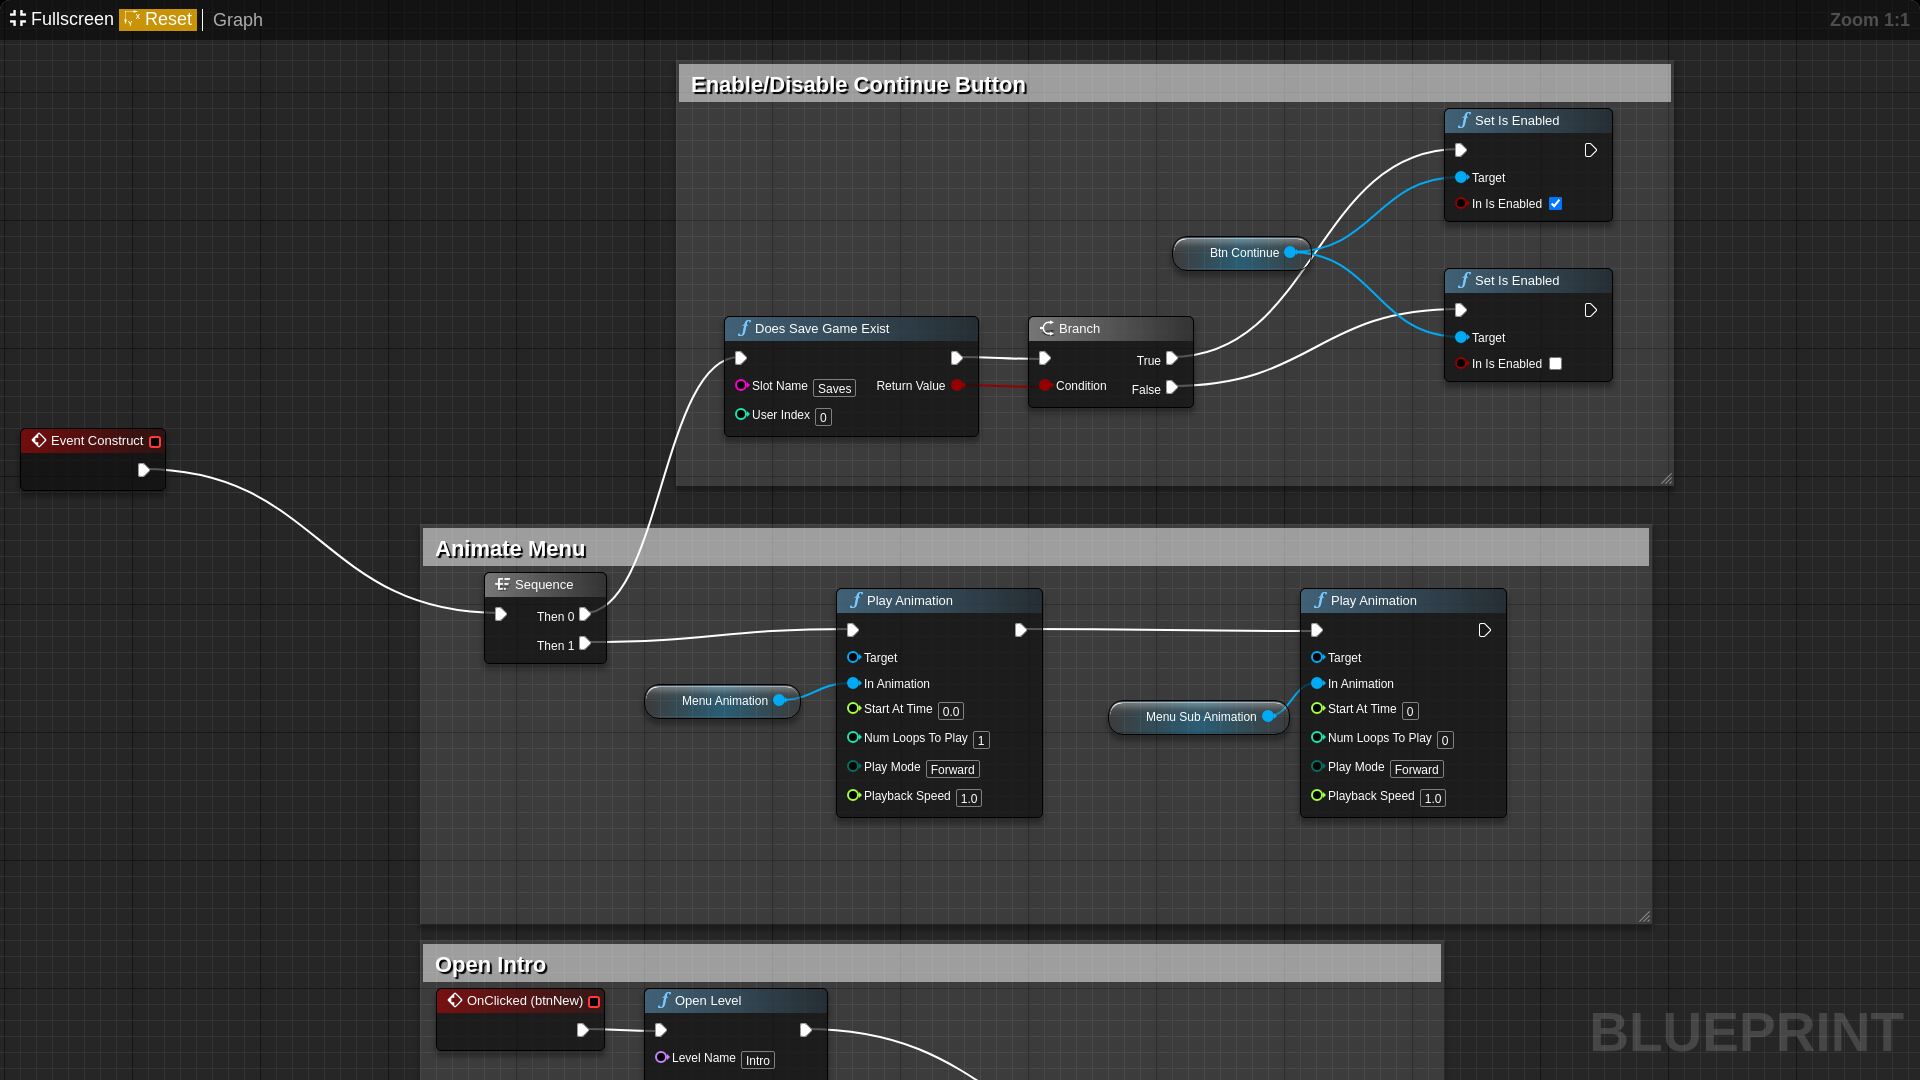 Fullscreen Reset Graph
Zoom 1:1
Enable/Disable Continue Button
Set Is Enabled
Target
In Is Enabled
Btn Continue
Set Is Enabled
Target
In Is Enabled
Does Save Game Exist
Slot Name Saves Return Value
User Index 0
Branch
True
Condition
False
Event Construct
Animate Menu
Sequence
Then 0
Then 1
Play Animation
Target
In Animation
Start At Time 0.0
Num Loops To Play 1
Play Mode Forward
Playback Speed 1.0
Menu Animation
Menu Sub Animation
Play Animation
Target
In Animation
Start At Time 0
Num Loops To Play 0
Play Mode Forward
Playback Speed 1.0
Open Intro
OnClicked (btnNew)
Open Level
Level Name Intro
BLUEPRINT